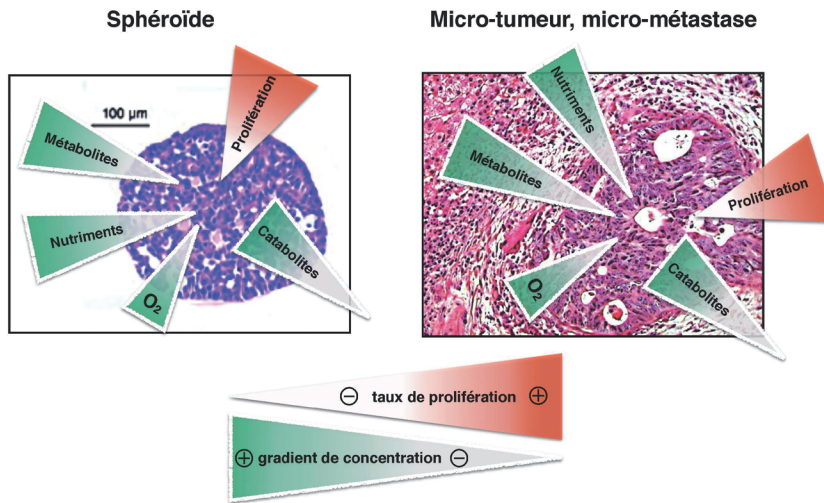 Sphéroïde
Micro-tumeur, micro-métastase
100 µm
Prolifération
Métabolites
Nutriments
O2
Catabolites
Nutriments
Métabolites
Prolifération
O2
Catabolites
− taux de prolifération +
+ gradient de concentration −